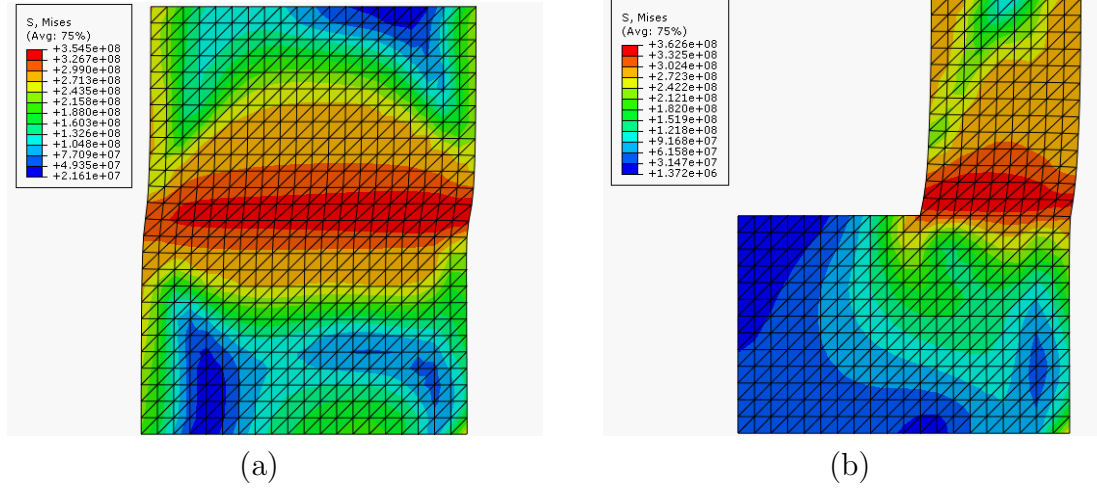 S, Mises
(Avg: 75%)
+3.545e+08
+3.267e+08
+2.990e+08
+2.713e+08
+2.435e+08
+2.158e+08
+1.880e+08
+1.603e+08
+1.326e+08
+1.048e+08
+7.709e+07
+4.935e+07
+2.161e+07
(a)
S, Mises
(Avg: 75%)
+3.626e+08
+3.325e+08
+3.024e+08
+2.723e+08
+2.422e+08
+2.121e+08
+1.820e+08
+1.519e+08
+1.218e+08
+9.168e+07
+6.158e+07
+3.147e+07
+1.372e+06
(b)